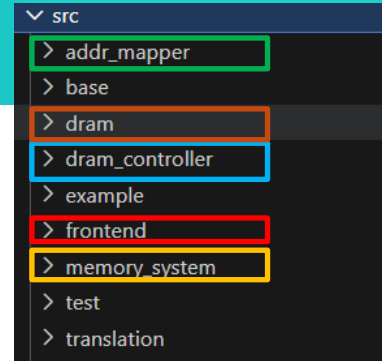 src
addr_mapper
base
dram
dram_controller
example
frontend
memory_system
test
translation